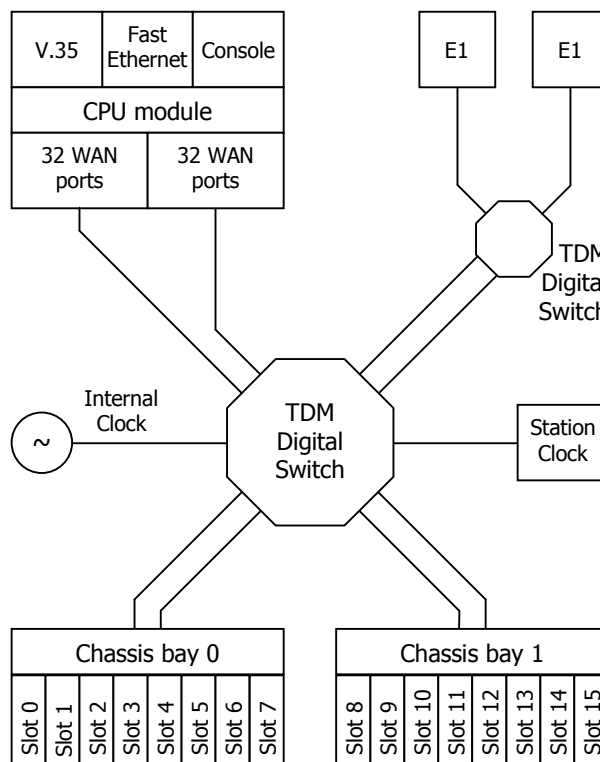 V.35
Fast
Ethernet
Console
E1
E1
CPU module
32 WAN
ports
32 WAN
ports
TDM
Digital
Switch
Internal
Clock
~
TDM
Digital
Switch
Station
Clock
Chassis bay 0
Chassis bay 1
Slot 0
Slot 1
Slot 2
Slot 3
Slot 4
Slot 5
Slot 6
Slot 7
Slot 8
Slot 9
Slot 10
Slot 11
Slot 12
Slot 13
Slot 14
Slot 15